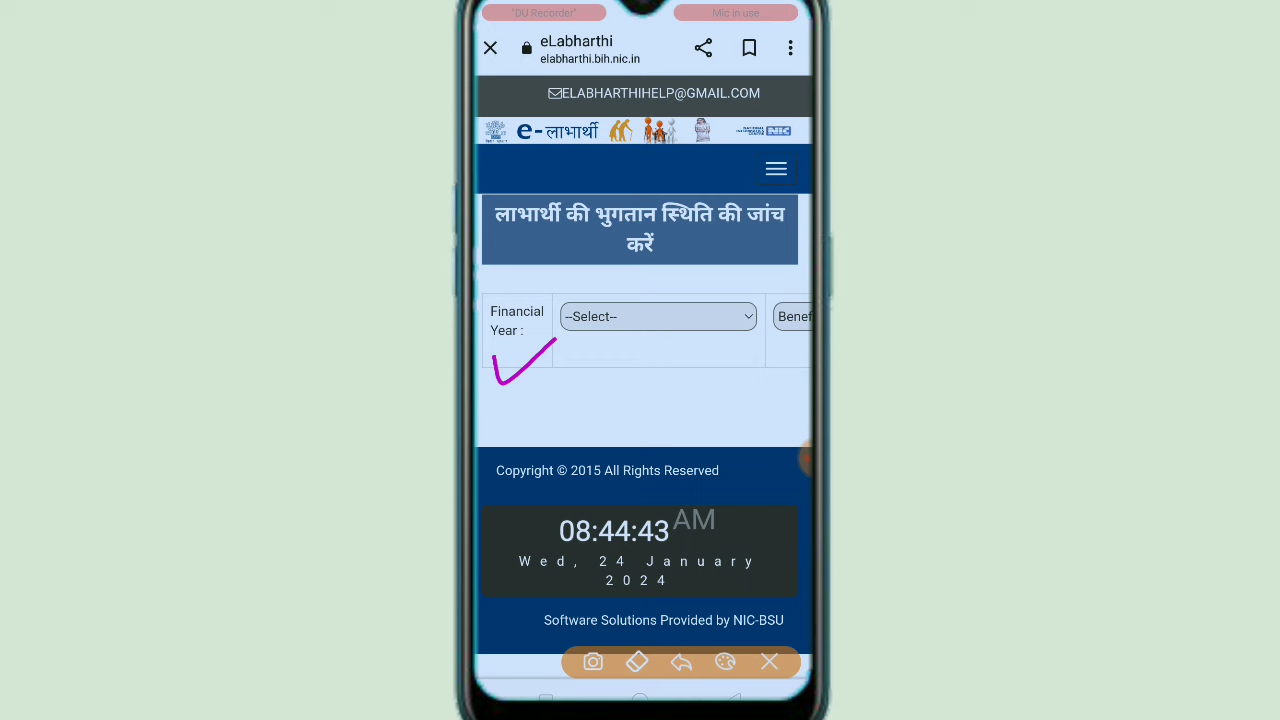 "DU Recorder"
Mic in use
eLabharthi
elabharthi.bih.nic.in
ELABHARTHIHELP@GMAIL.COM
e-लाभार्थी
NIC
लाभार्थी की भुगतान स्थिति की जांच
करें
Financial
Year :
--Select--
Benef
Copyright © 2015 All Rights Reserved
08:44:43 AM
Wed, 24 January
2024
Software Solutions Provided by NIC-BSU